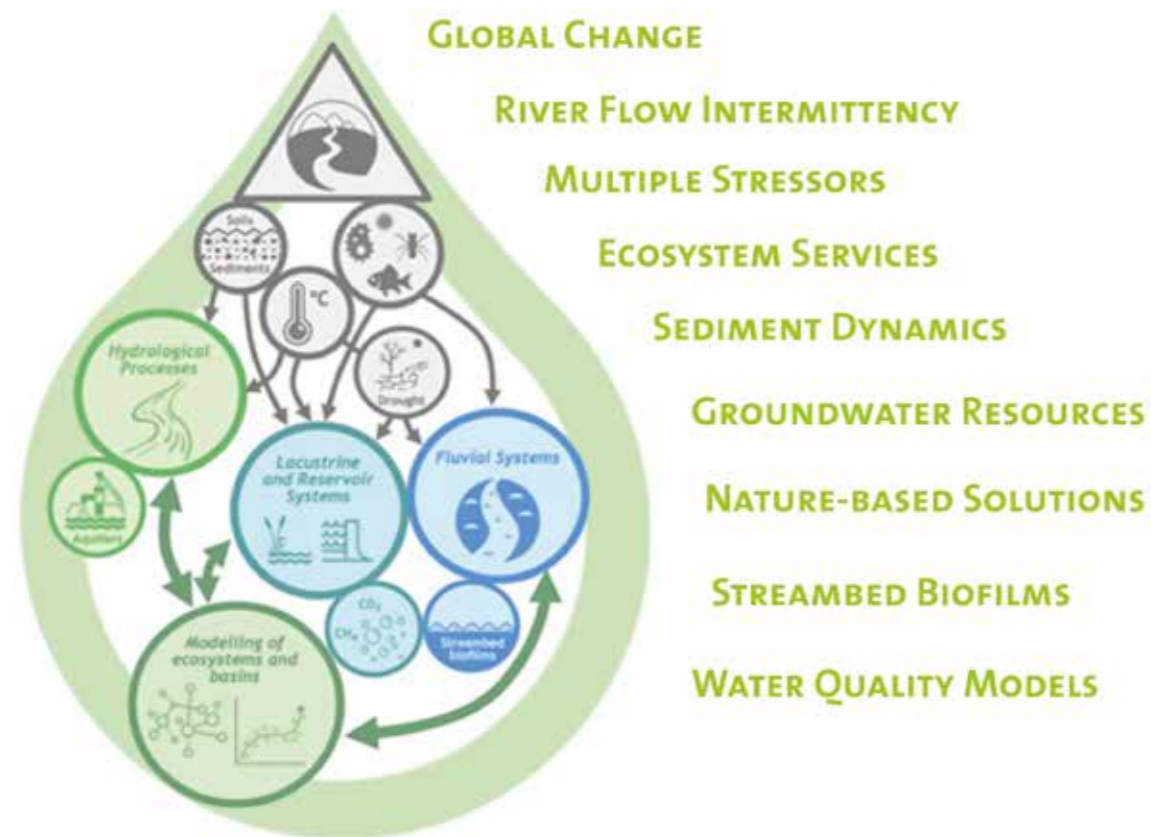 GLOBAL CHANGE
RIVER FLOW INTERMITTENCY
MULTIPLE STRESSORS
ECOSYSTEM SERVICES
SEDIMENT DYNAMICS
GROUNDWATER RESOURCES
NATURE-BASED SOLUTIONS
STREAMBED BIOFILMS
WATER QUALITY MODELS
Soils
Sediments
°C
Drought
Hydrological
Processes
Aquifers
Lacustrine
and Reservoir
Systems
Fluvial Systems
CO₂
CH₄
Streambed
biofilms
Modelling of
ecosystems and
basins